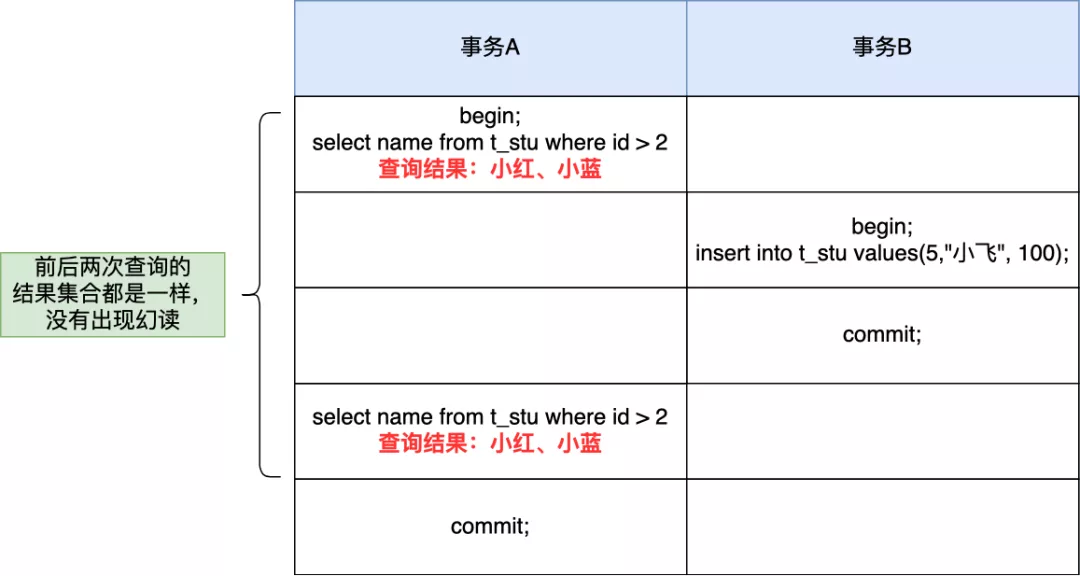 事务A
事务B
begin;
select name from t_stu where id > 2
查询结果：小红、小蓝
begin;
insert into t_stu values(5,"小飞", 100);
前后两次查询的
结果集合都是一样，
没有出现幻读
commit;
select name from t_stu where id > 2
查询结果：小红、小蓝
commit;